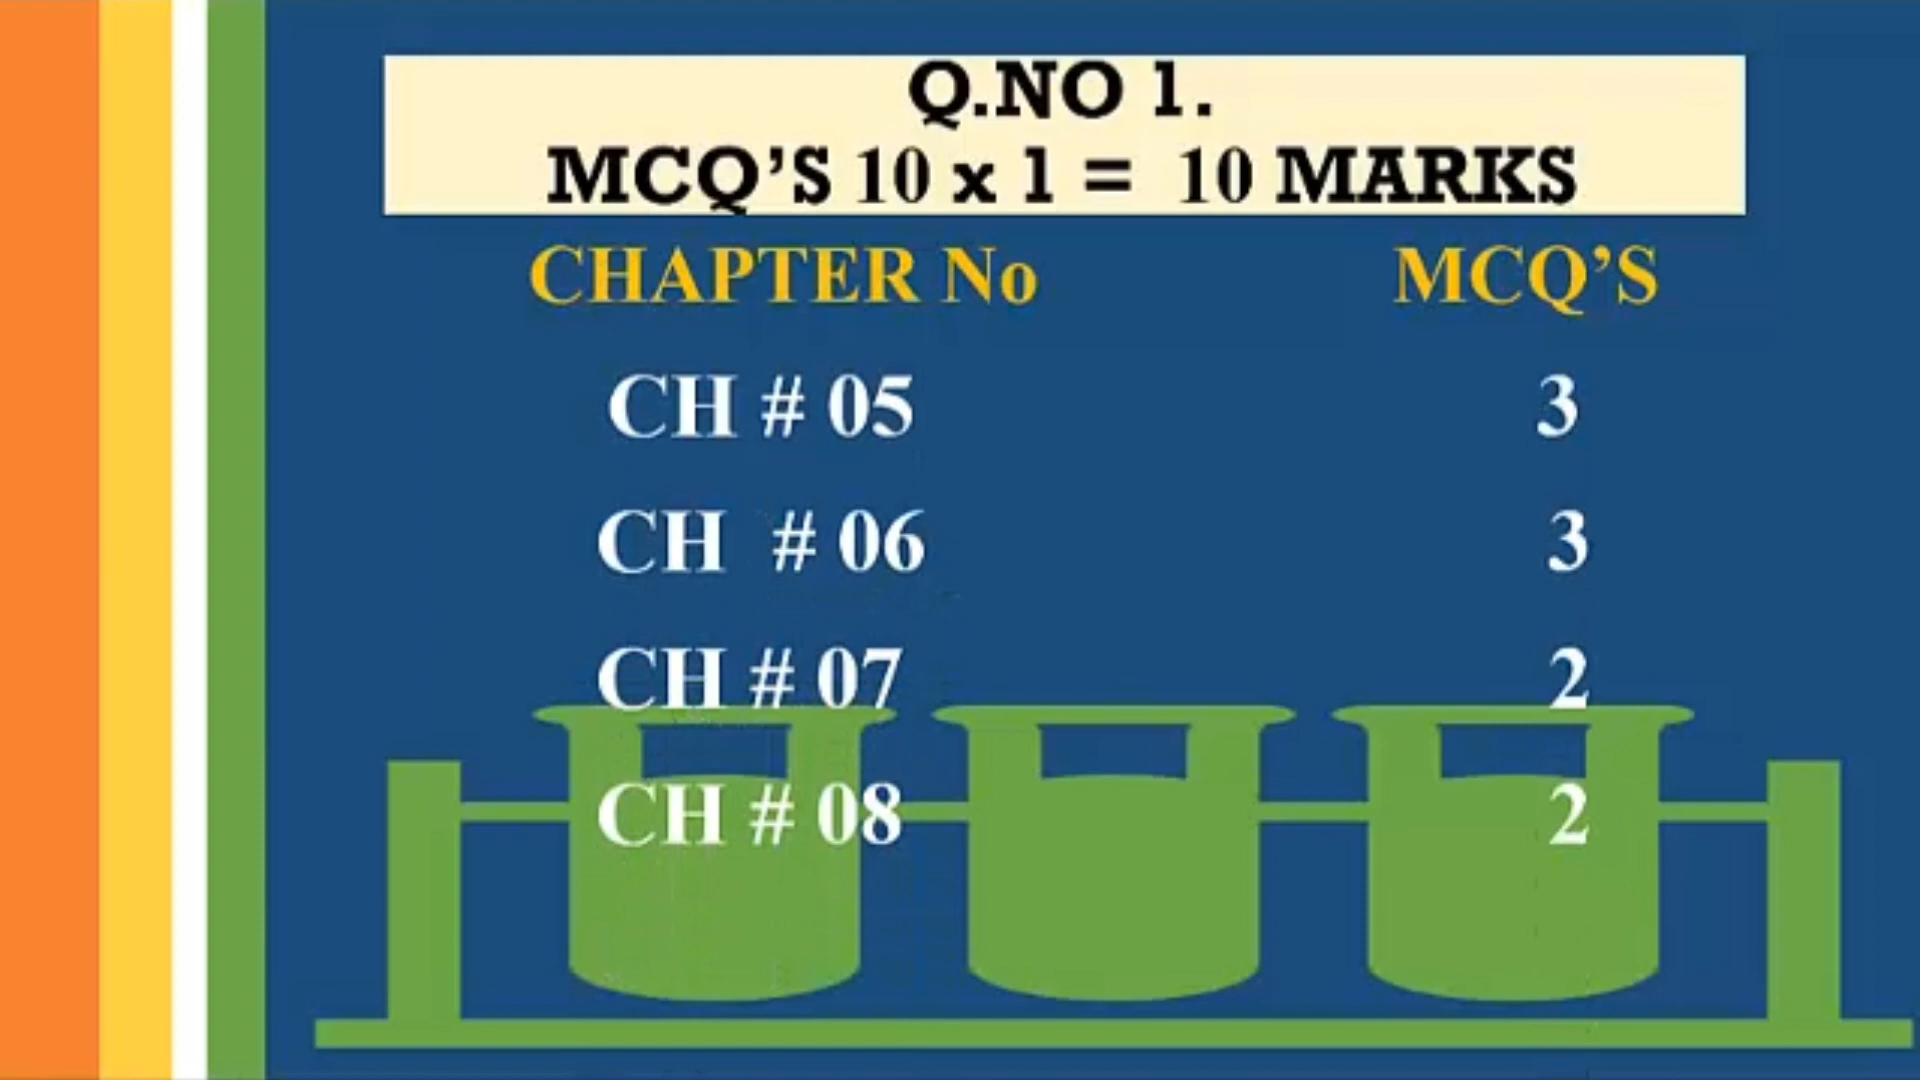 Q.NO 1.
MCQ’S 10 x 1 = 10 MARKS
CHAPTER No MCQ’S
CH # 05 3
CH # 06 3
CH # 07 2
CH # 08 2